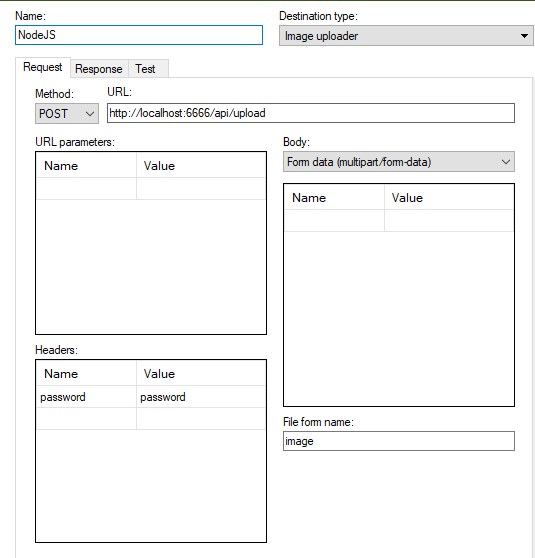 Name:
Destination type:
NodeJS
Image uploader
Request
Response
Test
Method:
URL:
POST
http://localhost:6666/api/upload
URL parameters:
Name
Value
Body:
Form data (multipart/form-data)
Name
Value
Headers:
Name
Value
password
password
File form name:
image